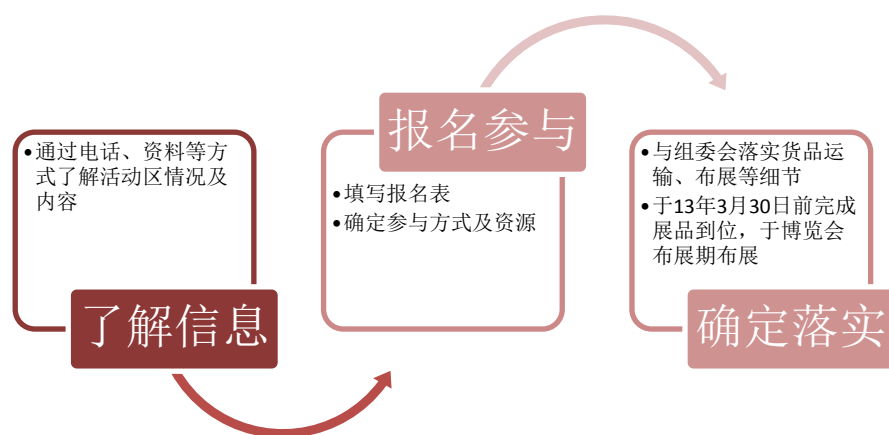 •通过电话、资料等方
式了解活动区情况及
内容
了解信息
报名参与
•填写报名表
•确定参与方式及资源
•与组委会落实货品运
输、布展等细节
•于13年3月30日前完成
展品到位，于博览会
布展期布展
确定落实